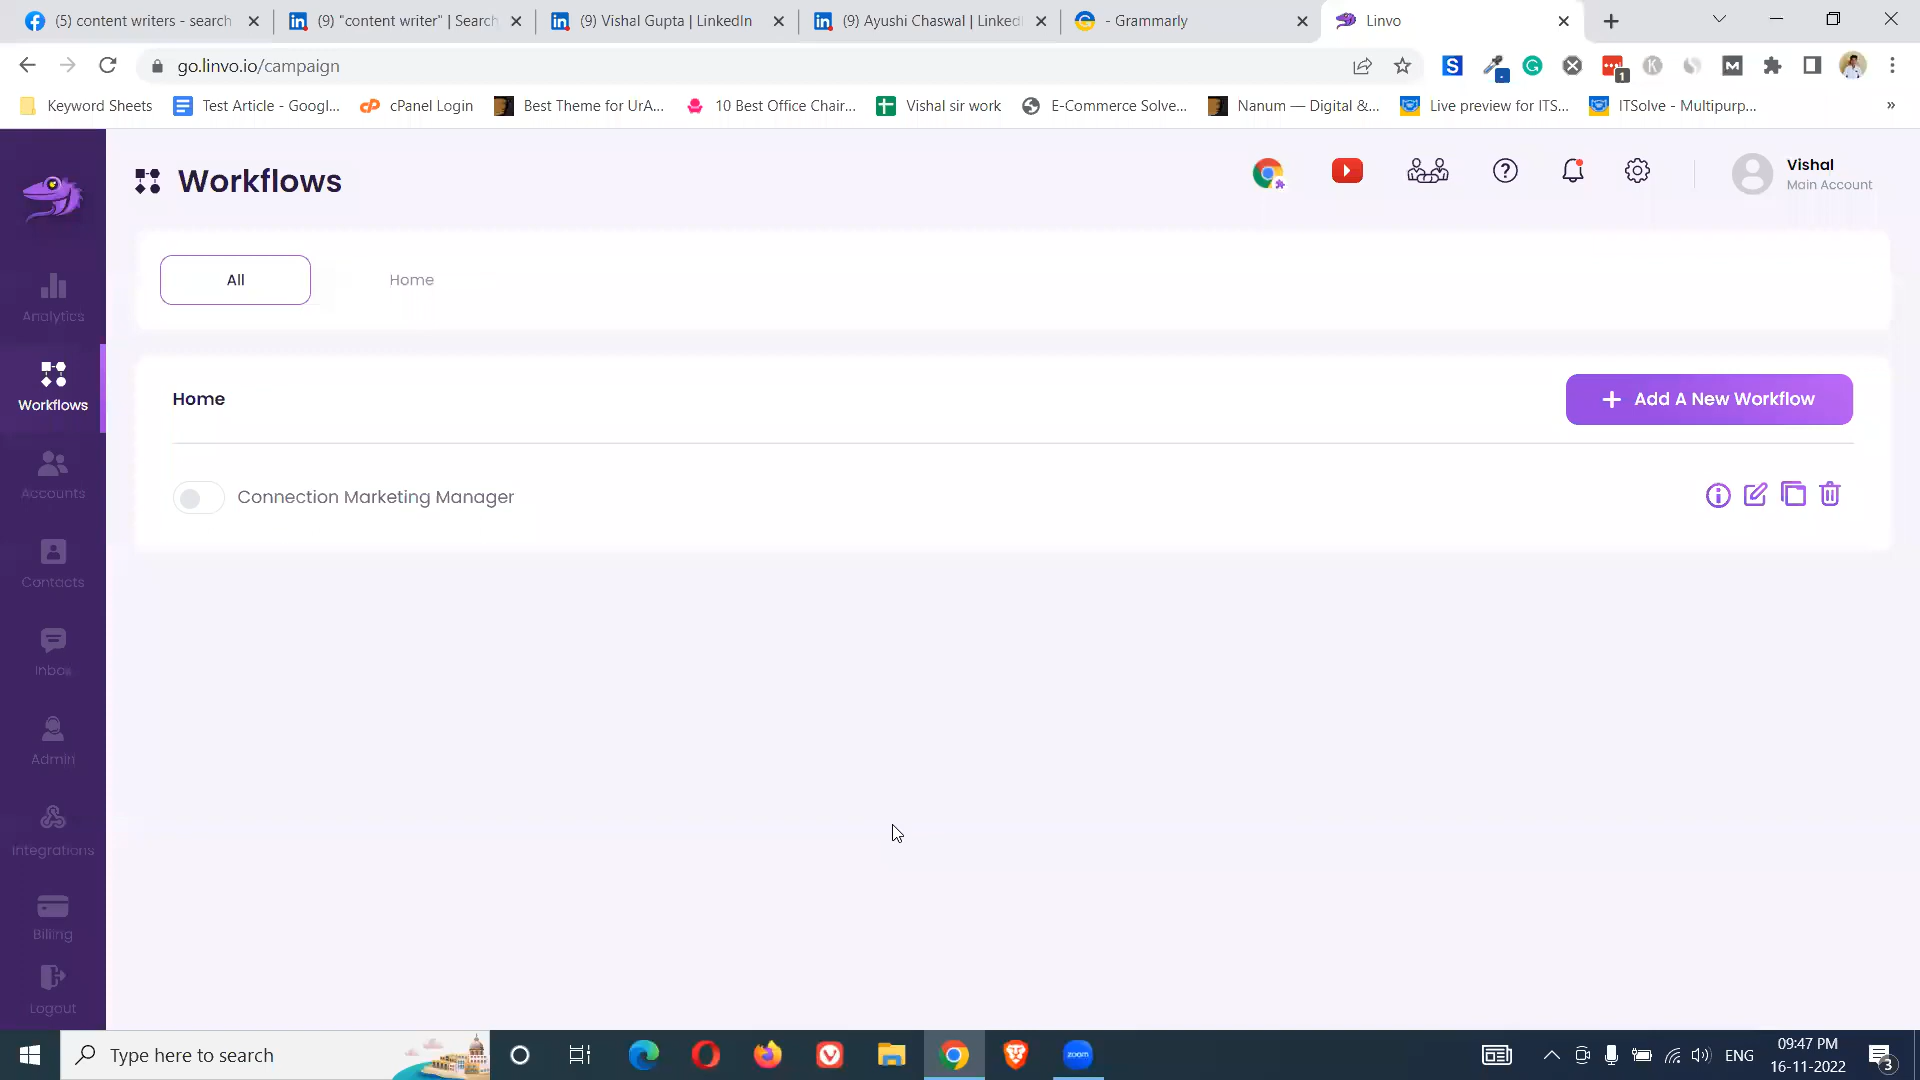 (5) content writers - search
(9) "content writer" | Search
(9) Vishal Gupta | LinkedIn
(9) Ayushi Chaswal | Linked
- Grammarly
Linvo
go.linvo.io/campaign
Keyword Sheets
Test Article - Googl...
cPanel Login
Best Theme for UrA...
10 Best Office Chair...
Vishal sir work
E-Commerce Solve...
Nanum — Digital &...
Live preview for ITS...
ITSolve - Multipurp...
»
Workflows
Vishal
Main Account
All
Home
Analytics
Workflows
Accounts
Contacts
Inbox
Admin
Integrations
Billing
Logout
Home
+ Add A New Workflow
Connection Marketing Manager
Type here to search
zoom
ENG
09:47 PM
16-11-2022
3